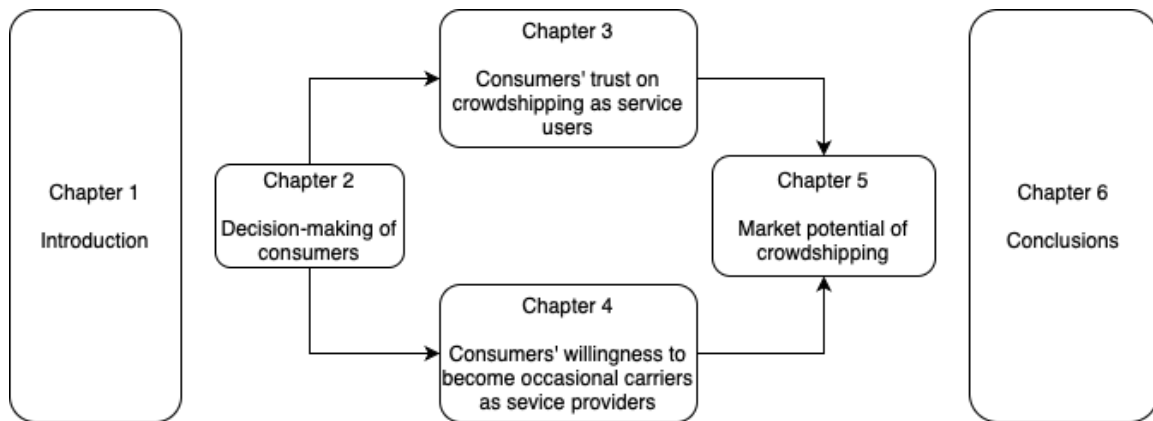 Chapter 1
Introduction
Chapter 2
Decision-making of
consumers
Chapter 3
Consumers' trust on
crowdshipping as service
users
Chapter 4
Consumers' willingness to
become occasional carriers
as sevice providers
Chapter 5
Market potential of
crowdshipping
Chapter 6
Conclusions